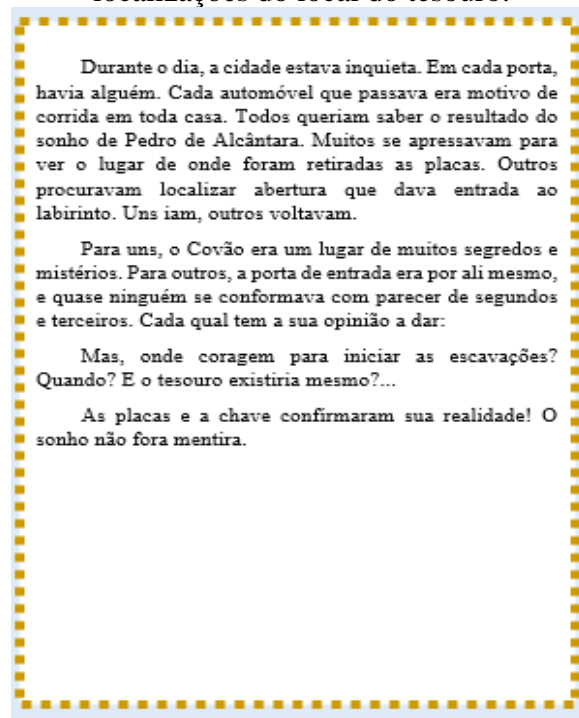 localizações do local do tesouro.
Durante o dia, a cidade estava inquieta. Em cada porta,
havia alguém. Cada automóvel que passava era motivo de
corrida em toda casa. Todos queriam saber o resultado do
sonho de Pedro de Alcântara. Muitos se apressavam para
ver o lugar de onde foram retiradas as placas. Outros
procuravam localizar abertura que dava entrada ao
labirinto. Uns iam, outros voltavam.
Para uns, o Covão era um lugar de muitos segredos e
mistérios. Para outros, a porta de entrada era por ali mesmo,
e quase ninguém se conformava com parecer de segundos
e terceiros. Cada qual tem a sua opinião a dar:
Mas, onde coragem para iniciar as escavações?
Quando? E o tesouro existiria mesmo?...
As placas e a chave confirmaram sua realidade! O
sonho não fora mentira.